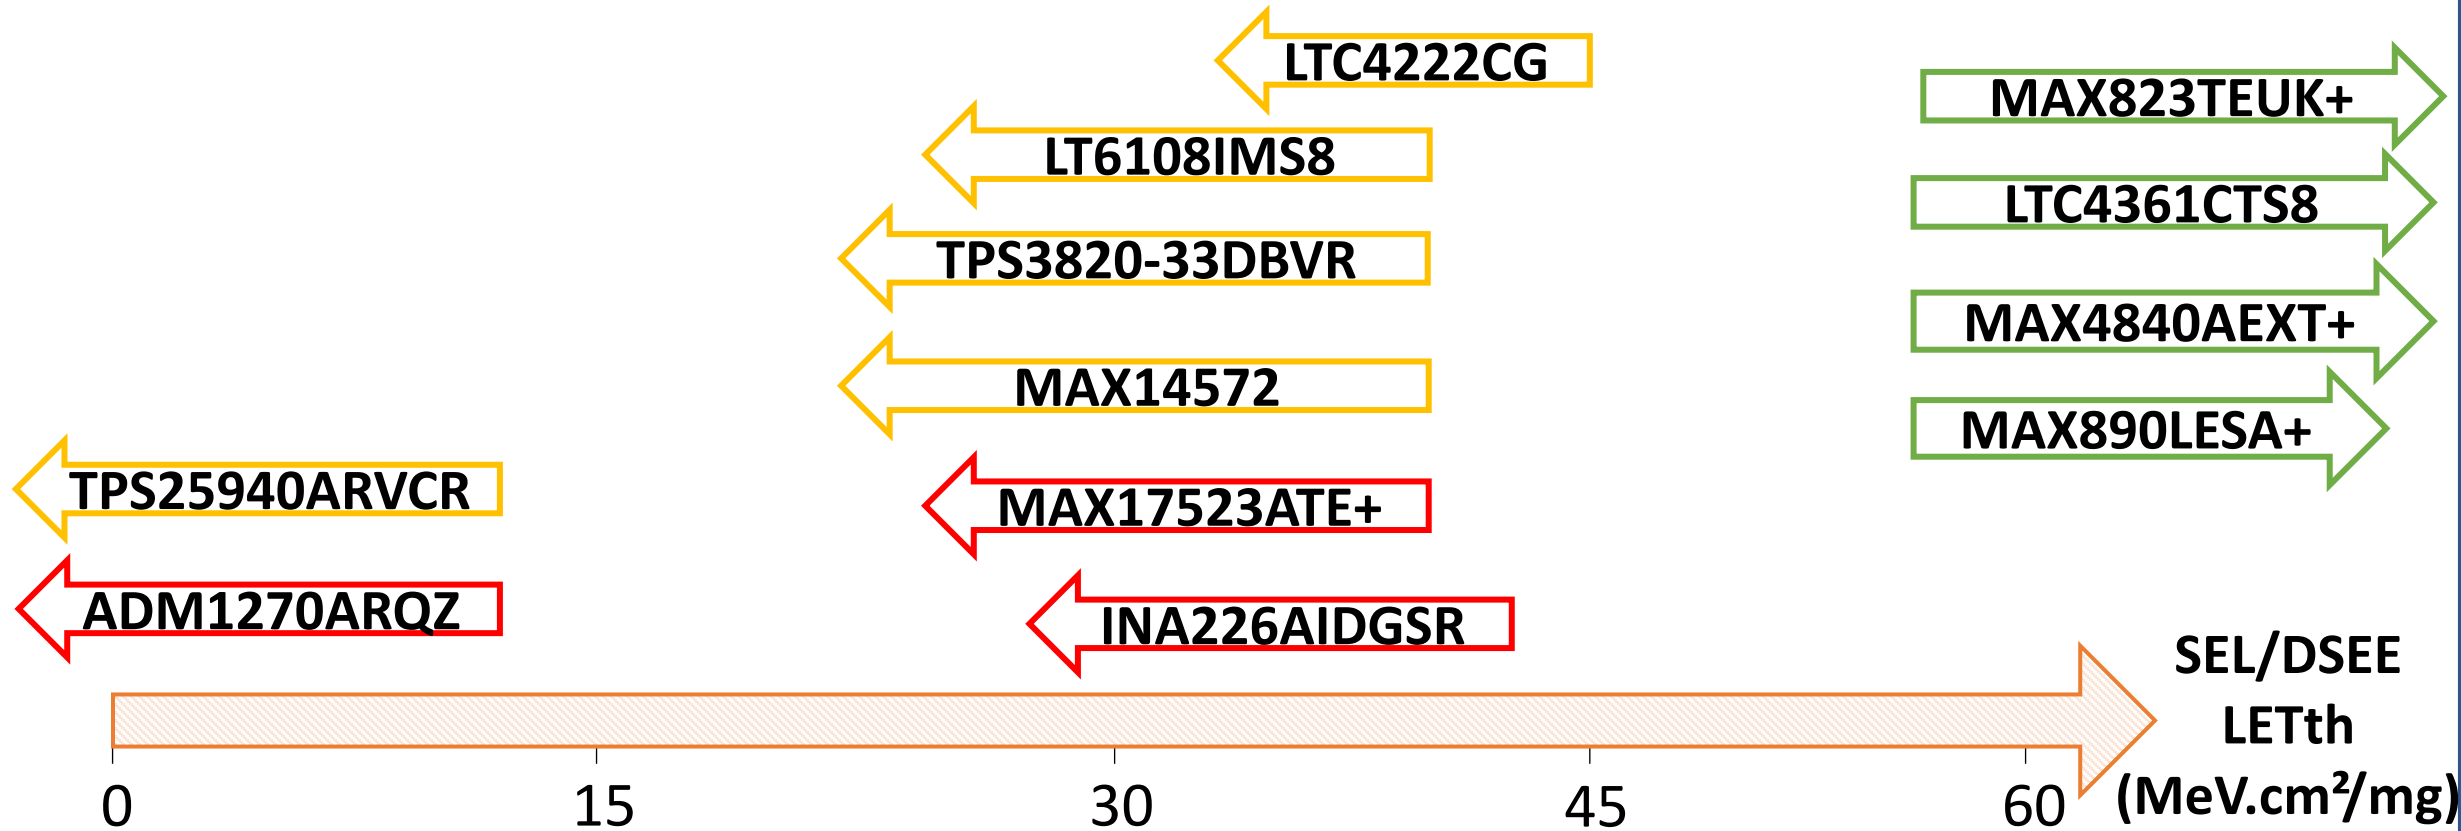 LTC4222CG
MAX823TEUK+
LT6108IMS8
LTC4361CTS8
TPS3820-33DBVR
MAX4840AEXT+
MAX14572
MAX890LESA+
TPS25940ARVCR
MAX17523ATE+
ADM1270ARQZ
INA226AIDGSR
SEL/DSEE
LETth
(MeV.cm²/mg)
0
15
30
45
60